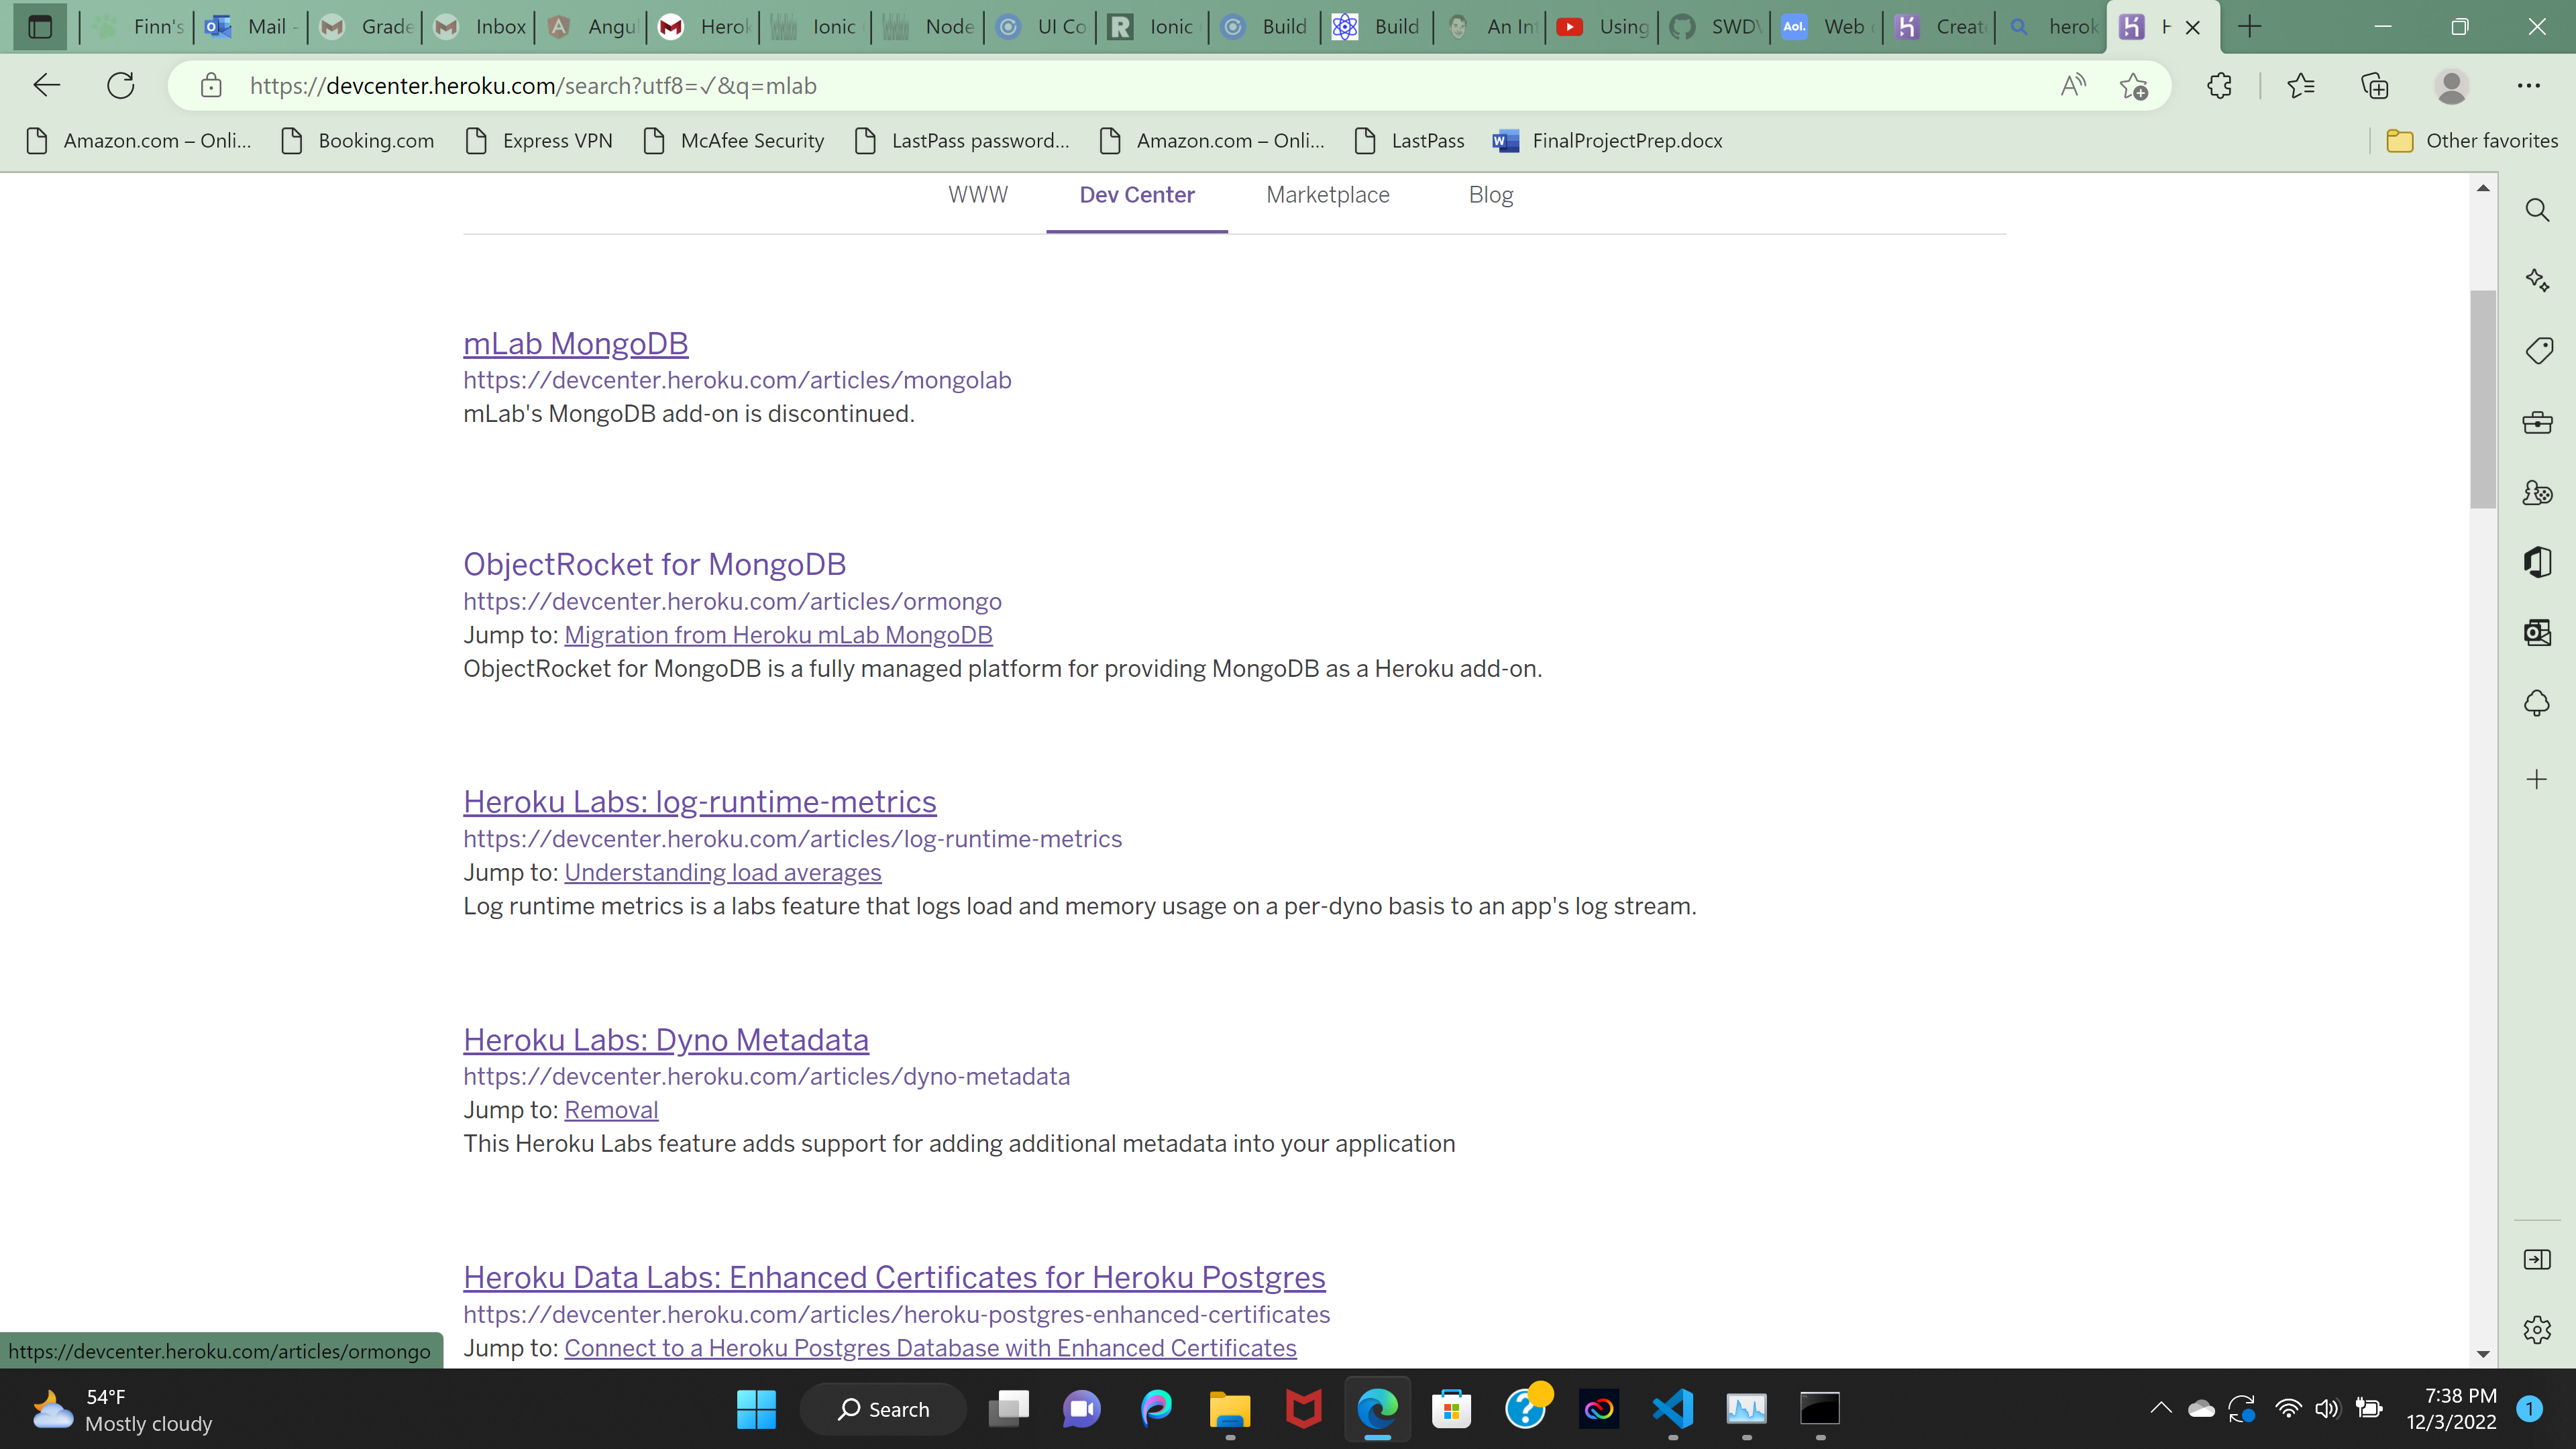 Finn's
Mail -
Grade
Inbox
Angul
Herok
Ionic
Node
UI Co
Ionic
Build
Build
An Int
Using
SWDV
Aol.
Web
Creat
herok
H
https://devcenter.heroku.com/search?utf8=✓&q=mlab
Amazon.com – Onli...
Booking.com
Express VPN
McAfee Security
LastPass password...
Amazon.com – Onli...
LastPass
FinalProjectPrep.docx
Other favorites
WWW
Dev Center
Marketplace
Blog
mLab MongoDB
https://devcenter.heroku.com/articles/mongolab
mLab's MongoDB add-on is discontinued.
ObjectRocket for MongoDB
https://devcenter.heroku.com/articles/ormongo
Jump to: Migration from Heroku mLab MongoDB
ObjectRocket for MongoDB is a fully managed platform for providing MongoDB as a Heroku add-on.
Heroku Labs: log-runtime-metrics
https://devcenter.heroku.com/articles/log-runtime-metrics
Jump to: Understanding load averages
Log runtime metrics is a labs feature that logs load and memory usage on a per-dyno basis to an app's log stream.
Heroku Labs: Dyno Metadata
https://devcenter.heroku.com/articles/dyno-metadata
Jump to: Removal
This Heroku Labs feature adds support for adding additional metadata into your application
Heroku Data Labs: Enhanced Certificates for Heroku Postgres
https://devcenter.heroku.com/articles/heroku-postgres-enhanced-certificates
Jump to: Connect to a Heroku Postgres Database with Enhanced Certificates
https://devcenter.heroku.com/articles/ormongo
54°F
Mostly cloudy
Search
7:38 PM
12/3/2022
1